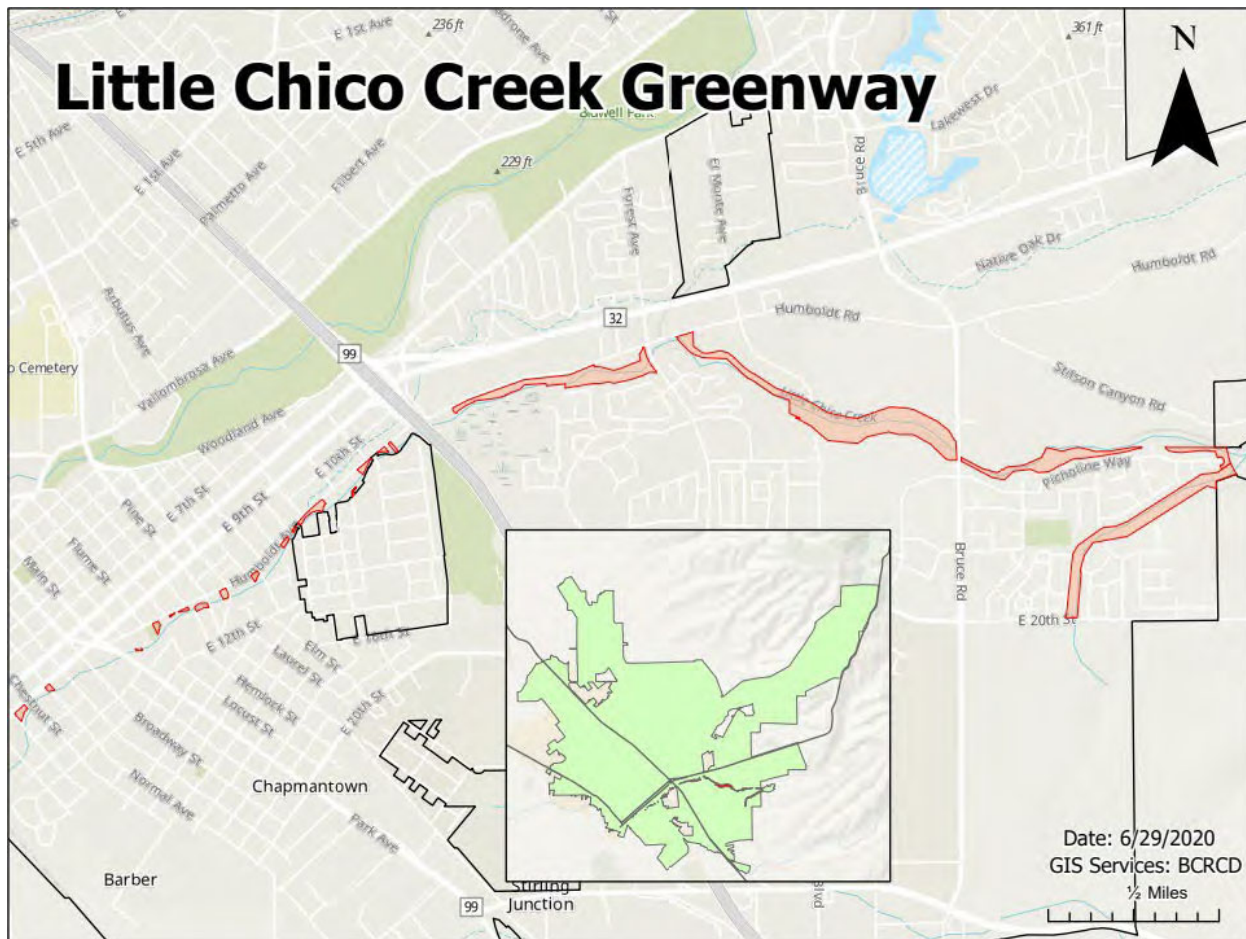 E 1st Ave
236 ft
361 ft
N
Little Chico Creek Greenway
Bidwell Park
Lakewest Dr
E 5th Ave
E 1st Ave
Palmetto Ave
Filbert Ave
229 ft
Forrest Ave
El Monte Ave
Bruce Rd
Native Oak Dr
Humboldt Rd
Arbutus Ave
Vallombrosa Ave
99
32
Humboldt Rd
o Cemetery
Woodland Ave
Stilson Canyon Rd
Little Chico Creek
E 10th St
E 7th St
E 9th St
Pine St
Flume St
Main St
Humboldt Ave
Picholine Way
Bruce Rd
E 20th St
E 12th St
E 16th St
Elm St
Laurel St
Hemlock St
Locust St
E 20th St
Chestnut St
Broadway St
Normal Ave
Chapmantown
Park Ave
Barber
99
Stirling
Junction
Blvd
Date: 6/29/2020
GIS Services: BCRCD
½ Miles